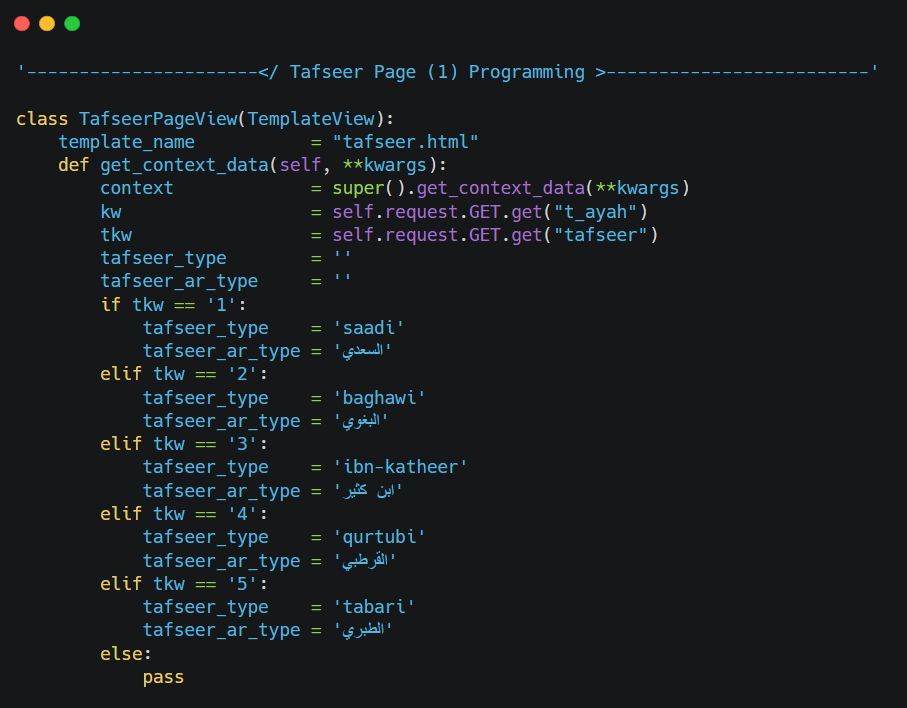 '----------------------</ Tafseer Page (1) Programming >-------------------------'
class TafseerPageView(TemplateView):
    template_name           = "tafseer.html"
    def get_context_data(self, **kwargs):
        context             = super().get_context_data(**kwargs)
        kw                  = self.request.GET.get("t_ayah")
        tkw                 = self.request.GET.get("tafseer")
        tafseer_type        = ''
        tafseer_ar_type     = ''
        if tkw == '1':
            tafseer_type    = 'saadi'
            tafseer_ar_type = 'السعدي'
        elif tkw == '2':
            tafseer_type    = 'baghawi'
            tafseer_ar_type = 'البغوي'
        elif tkw == '3':
            tafseer_type    = 'ibn-katheer'
            tafseer_ar_type = 'ابن كثير'
        elif tkw == '4':
            tafseer_type    = 'qurtubi'
            tafseer_ar_type = 'القرطبي'
        elif tkw == '5':
            tafseer_type    = 'tabari'
            tafseer_ar_type = 'الطبري'
        else:
            pass